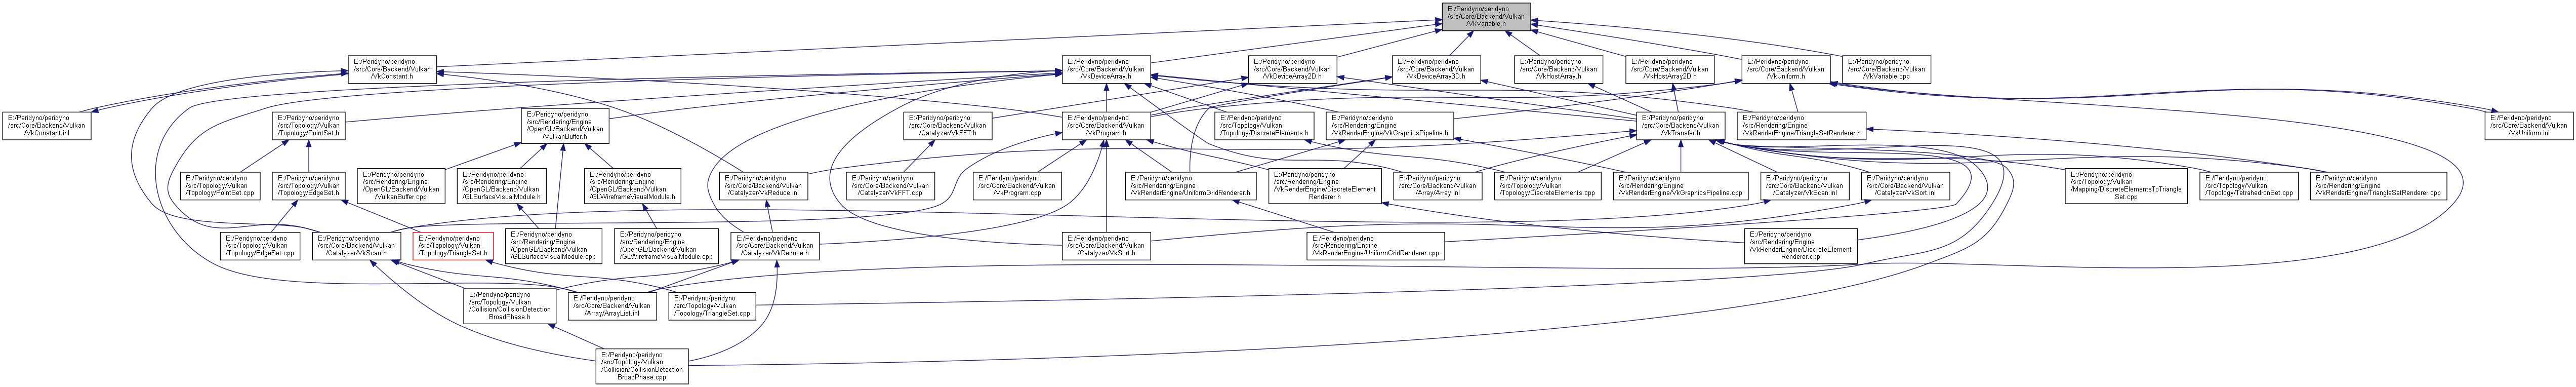 E:/Peridyno/peridyno
/src/Core/Backend/Vulkan
/VkVariable.h
E:/Peridyno/peridyno
/src/Core/Backend/Vulkan
/VkConstant.h
E:/Peridyno/peridyno
/src/Core/Backend/Vulkan
/VkDeviceArray.h
E:/Peridyno/peridyno
/src/Core/Backend/Vulkan
/VkDeviceArray2D.h
E:/Peridyno/peridyno
/src/Core/Backend/Vulkan
/VkDeviceArray3D.h
E:/Peridyno/peridyno
/src/Core/Backend/Vulkan
/VkHostArray.h
E:/Peridyno/peridyno
/src/Core/Backend/Vulkan
/VkHostArray2D.h
E:/Peridyno/peridyno
/src/Core/Backend/Vulkan
/VkUniform.h
E:/Peridyno/peridyno
/src/Core/Backend/Vulkan
/VkVariable.cpp
E:/Peridyno/peridyno
/src/Core/Backend/Vulkan
/VkConstant.inl
E:/Peridyno/peridyno
/src/Topology/Vulkan
/Topology/PointSet.h
E:/Peridyno/peridyno
/src/Rendering/Engine
/OpenGL/Backend/Vulkan
/VulkanBuffer.h
E:/Peridyno/peridyno
/src/Core/Backend/Vulkan
/Catalyzer/VkFFT.h
E:/Peridyno/peridyno
/src/Core/Backend/Vulkan
/VkProgram.h
E:/Peridyno/peridyno
/src/Topology/Vulkan
/Topology/DiscreteElements.h
E:/Peridyno/peridyno
/src/Rendering/Engine
/VkRenderEngine/VkGraphicsPipeline.h
E:/Peridyno/peridyno
/src/Core/Backend/Vulkan
/VkTransfer.h
E:/Peridyno/peridyno
/src/Rendering/Engine
/VkRenderEngine/TriangleSetRenderer.h
E:/Peridyno/peridyno
/src/Core/Backend/Vulkan
/VkUniform.inl
E:/Peridyno/peridyno
/src/Topology/Vulkan
/Topology/PointSet.cpp
E:/Peridyno/peridyno
/src/Topology/Vulkan
/Topology/EdgeSet.h
E:/Peridyno/peridyno
/src/Rendering/Engine
/OpenGL/Backend/Vulkan
/VulkanBuffer.cpp
E:/Peridyno/peridyno
/src/Rendering/Engine
/OpenGL/Backend/Vulkan
/GLSurfaceVisualModule.h
E:/Peridyno/peridyno
/src/Rendering/Engine
/OpenGL/Backend/Vulkan
/GLWireframeVisualModule.h
E:/Peridyno/peridyno
/src/Core/Backend/Vulkan
/Catalyzer/VkReduce.inl
E:/Peridyno/peridyno
/src/Core/Backend/Vulkan
/Catalyzer/VkFFT.cpp
E:/Peridyno/peridyno
/src/Core/Backend/Vulkan
/VkProgram.cpp
E:/Peridyno/peridyno
/src/Rendering/Engine
/VkRenderEngine/UniformGridRenderer.h
E:/Peridyno/peridyno
/src/Rendering/Engine
/VkRenderEngine/DiscreteElement
Renderer.h
E:/Peridyno/peridyno
/src/Core/Backend/Vulkan
/Array/Array.inl
E:/Peridyno/peridyno
/src/Topology/Vulkan
/Topology/DiscreteElements.cpp
E:/Peridyno/peridyno
/src/Rendering/Engine
/VkRenderEngine/VkGraphicsPipeline.cpp
E:/Peridyno/peridyno
/src/Core/Backend/Vulkan
/Catalyzer/VkScan.inl
E:/Peridyno/peridyno
/src/Core/Backend/Vulkan
/Catalyzer/VkSort.inl
E:/Peridyno/peridyno
/src/Topology/Vulkan
/Mapping/DiscreteElementsToTriangle
Set.cpp
E:/Peridyno/peridyno
/src/Topology/Vulkan
/Topology/TetrahedronSet.cpp
E:/Peridyno/peridyno
/src/Rendering/Engine
/VkRenderEngine/TriangleSetRenderer.cpp
E:/Peridyno/peridyno
/src/Topology/Vulkan
/Topology/EdgeSet.cpp
E:/Peridyno/peridyno
/src/Core/Backend/Vulkan
/Catalyzer/VkScan.h
E:/Peridyno/peridyno
/src/Topology/Vulkan
/Topology/TriangleSet.h
E:/Peridyno/peridyno
/src/Rendering/Engine
/OpenGL/Backend/Vulkan
/GLSurfaceVisualModule.cpp
E:/Peridyno/peridyno
/src/Rendering/Engine
/OpenGL/Backend/Vulkan
/GLWireframeVisualModule.cpp
E:/Peridyno/peridyno
/src/Core/Backend/Vulkan
/Catalyzer/VkReduce.h
E:/Peridyno/peridyno
/src/Core/Backend/Vulkan
/Catalyzer/VkSort.h
E:/Peridyno/peridyno
/src/Rendering/Engine
/VkRenderEngine/UniformGridRenderer.cpp
E:/Peridyno/peridyno
/src/Rendering/Engine
/VkRenderEngine/DiscreteElement
Renderer.cpp
E:/Peridyno/peridyno
/src/Topology/Vulkan
/Collision/CollisionDetection
BroadPhase.h
E:/Peridyno/peridyno
/src/Core/Backend/Vulkan
/Array/ArrayList.inl
E:/Peridyno/peridyno
/src/Topology/Vulkan
/Topology/TriangleSet.cpp
E:/Peridyno/peridyno
/src/Topology/Vulkan
/Collision/CollisionDetection
BroadPhase.cpp